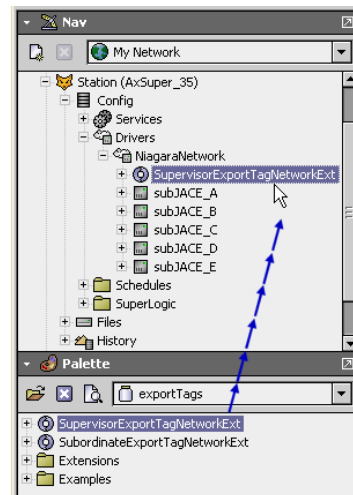 Nav
My Network
Station (AxSuper_35)
Config
Services
Drivers
NiagaraNetwork
SupervisorExportTagNetworkExt
subJACE_A
subJACE_B
subJACE_C
subJACE_D
subJACE_E
Schedules
SuperLogic
Files
History
Palette
exportTags
SupervisorExportTagNetworkExt
SubordinateExportTagNetworkExt
Extensions
Examples